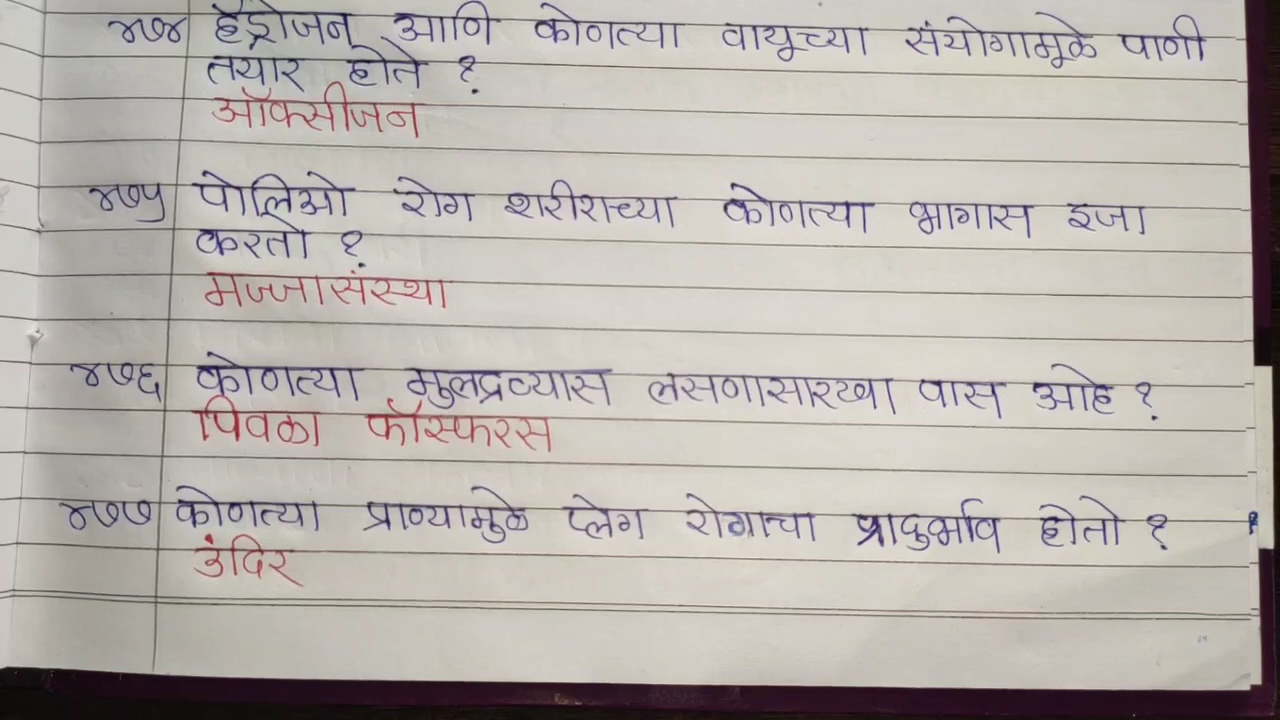 ४७४ हैड्रोजन आणि कोणत्या वायूच्या संयोगामूळे पाणी
तयार होते ?
ऑक्सीजन
४७५ पोलिओ रोग शरीराच्या कोणत्या भागास इजा
करतो ?
मज्जासंस्था
४७६ कोणत्या मुलद्रव्यास लसणासारखा वास आहे ?
पिवळा फॉस्फरस
४७७ कोणत्या प्राण्यामुळे प्लेग रोगाचा प्रादुर्भाव होतो ?
उंदिर